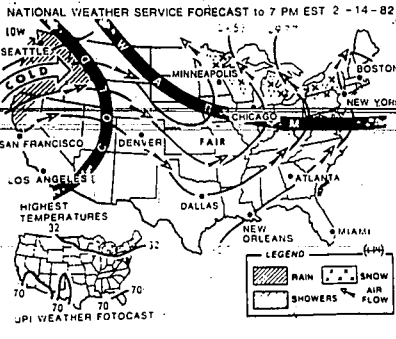 NATIONAL WEATHER SERVICE FORECAST to 7 PM EST 2-14-82
LOW
SEATTLE
COLD
WARM
COLD
MINNEAPOLIS
BOSTON
NEW YORK
CHICAGO
SAN FRANCISCO
DENVER
FAIR
LOS ANGELES
ATLANTA
DALLAS
HIGHEST
TEMPERATURES
32
32
NEW
ORLEANS
MIAMI
LEGEND
RAIN
SNOW
SHOWERS
AIR
FLOW
70
70
70
70
UPI WEATHER FOTOCAST